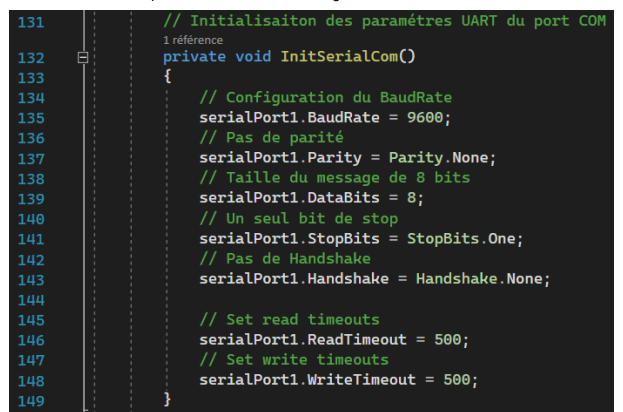 131 // Initialisaiton des paramétres UART du port COM
1 référence
132 private void InitSerialCom()
133 {
134 // Configuration du BaudRate
135 serialPort1.BaudRate = 9600;
136 // Pas de parité
137 serialPort1.Parity = Parity.None;
138 // Taille du message de 8 bits
139 serialPort1.DataBits = 8;
140 // Un seul bit de stop
141 serialPort1.StopBits = StopBits.One;
142 // Pas de Handshake
143 serialPort1.Handshake = Handshake.None;
144
145 // Set read timeouts
146 serialPort1.ReadTimeout = 500;
147 // Set write timeouts
148 serialPort1.WriteTimeout = 500;
149 }